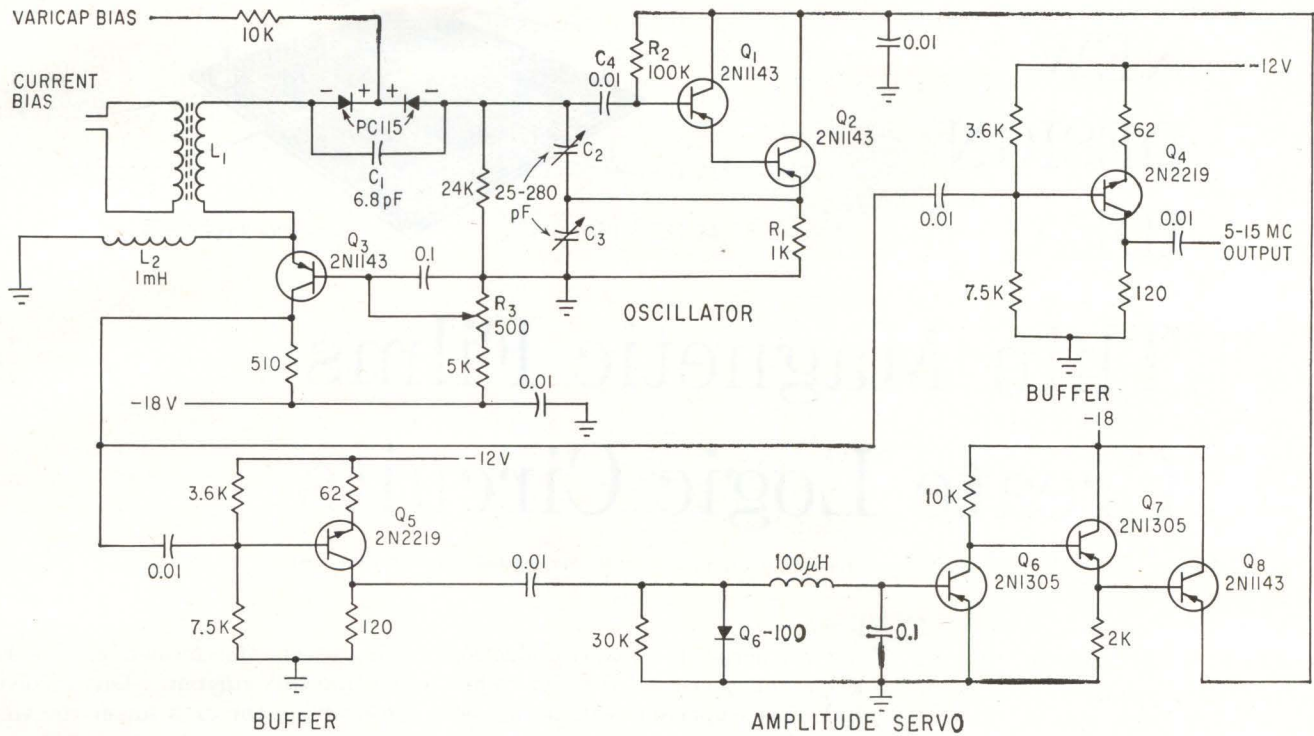 VARICAP BIAS
10K
CURRENT
BIAS
L1
L2
1mH
- + + -
PC115
C1
6.8pF
24K
25-280
pF
C2
C3
C4
0.01
R2
100K
Q1
2N1143
Q2
2N1143
R1
1K
0.01
Q3
2N1143
0.1
R3
500
5K
510
-18V
0.01
OSCILLATOR
-12V
3.6K
62
Q4
2N2219
0.01
0.01
5-15 MC
OUTPUT
7.5K
120
BUFFER
-12V
3.6K
62
Q5
2N2219
0.01
7.5K
120
BUFFER
0.01
30K
Q6-100
100µH
0.1
-18
10K
Q6
2N1305
Q7
2N1305
Q8
2N1143
2K
AMPLITUDE SERVO